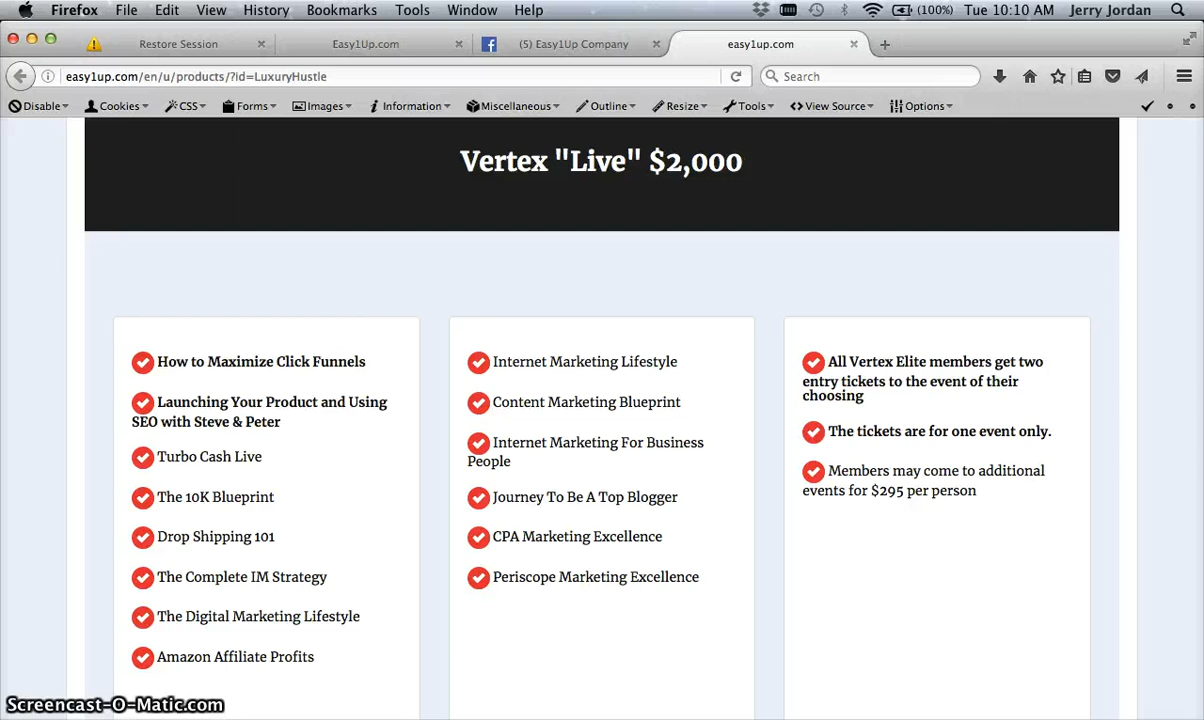 Firefox File Edit View History Bookmarks Tools Window Help (100%) Tue 10:10 AM Jerry Jordan
Restore Session Easy1Up.com (5) Easy1Up Company easy1up.com
easy1up.com/en/u/products/?id=LuxuryHustle Search
Disable Cookies CSS Forms Images Information Miscellaneous Outline Resize Tools View Source Options
Vertex "Live" $2,000
How to Maximize Click Funnels
Launching Your Product and Using
SEO with Steve & Peter
Turbo Cash Live
The 10K Blueprint
Drop Shipping 101
The Complete IM Strategy
The Digital Marketing Lifestyle
Amazon Affiliate Profits
Internet Marketing Lifestyle
Content Marketing Blueprint
Internet Marketing For Business
People
Journey To Be A Top Blogger
CPA Marketing Excellence
Periscope Marketing Excellence
All Vertex Elite members get two
entry tickets to the event of their
choosing
The tickets are for one event only.
Members may come to additional
events for $295 per person
Screencast-O-Matic.com